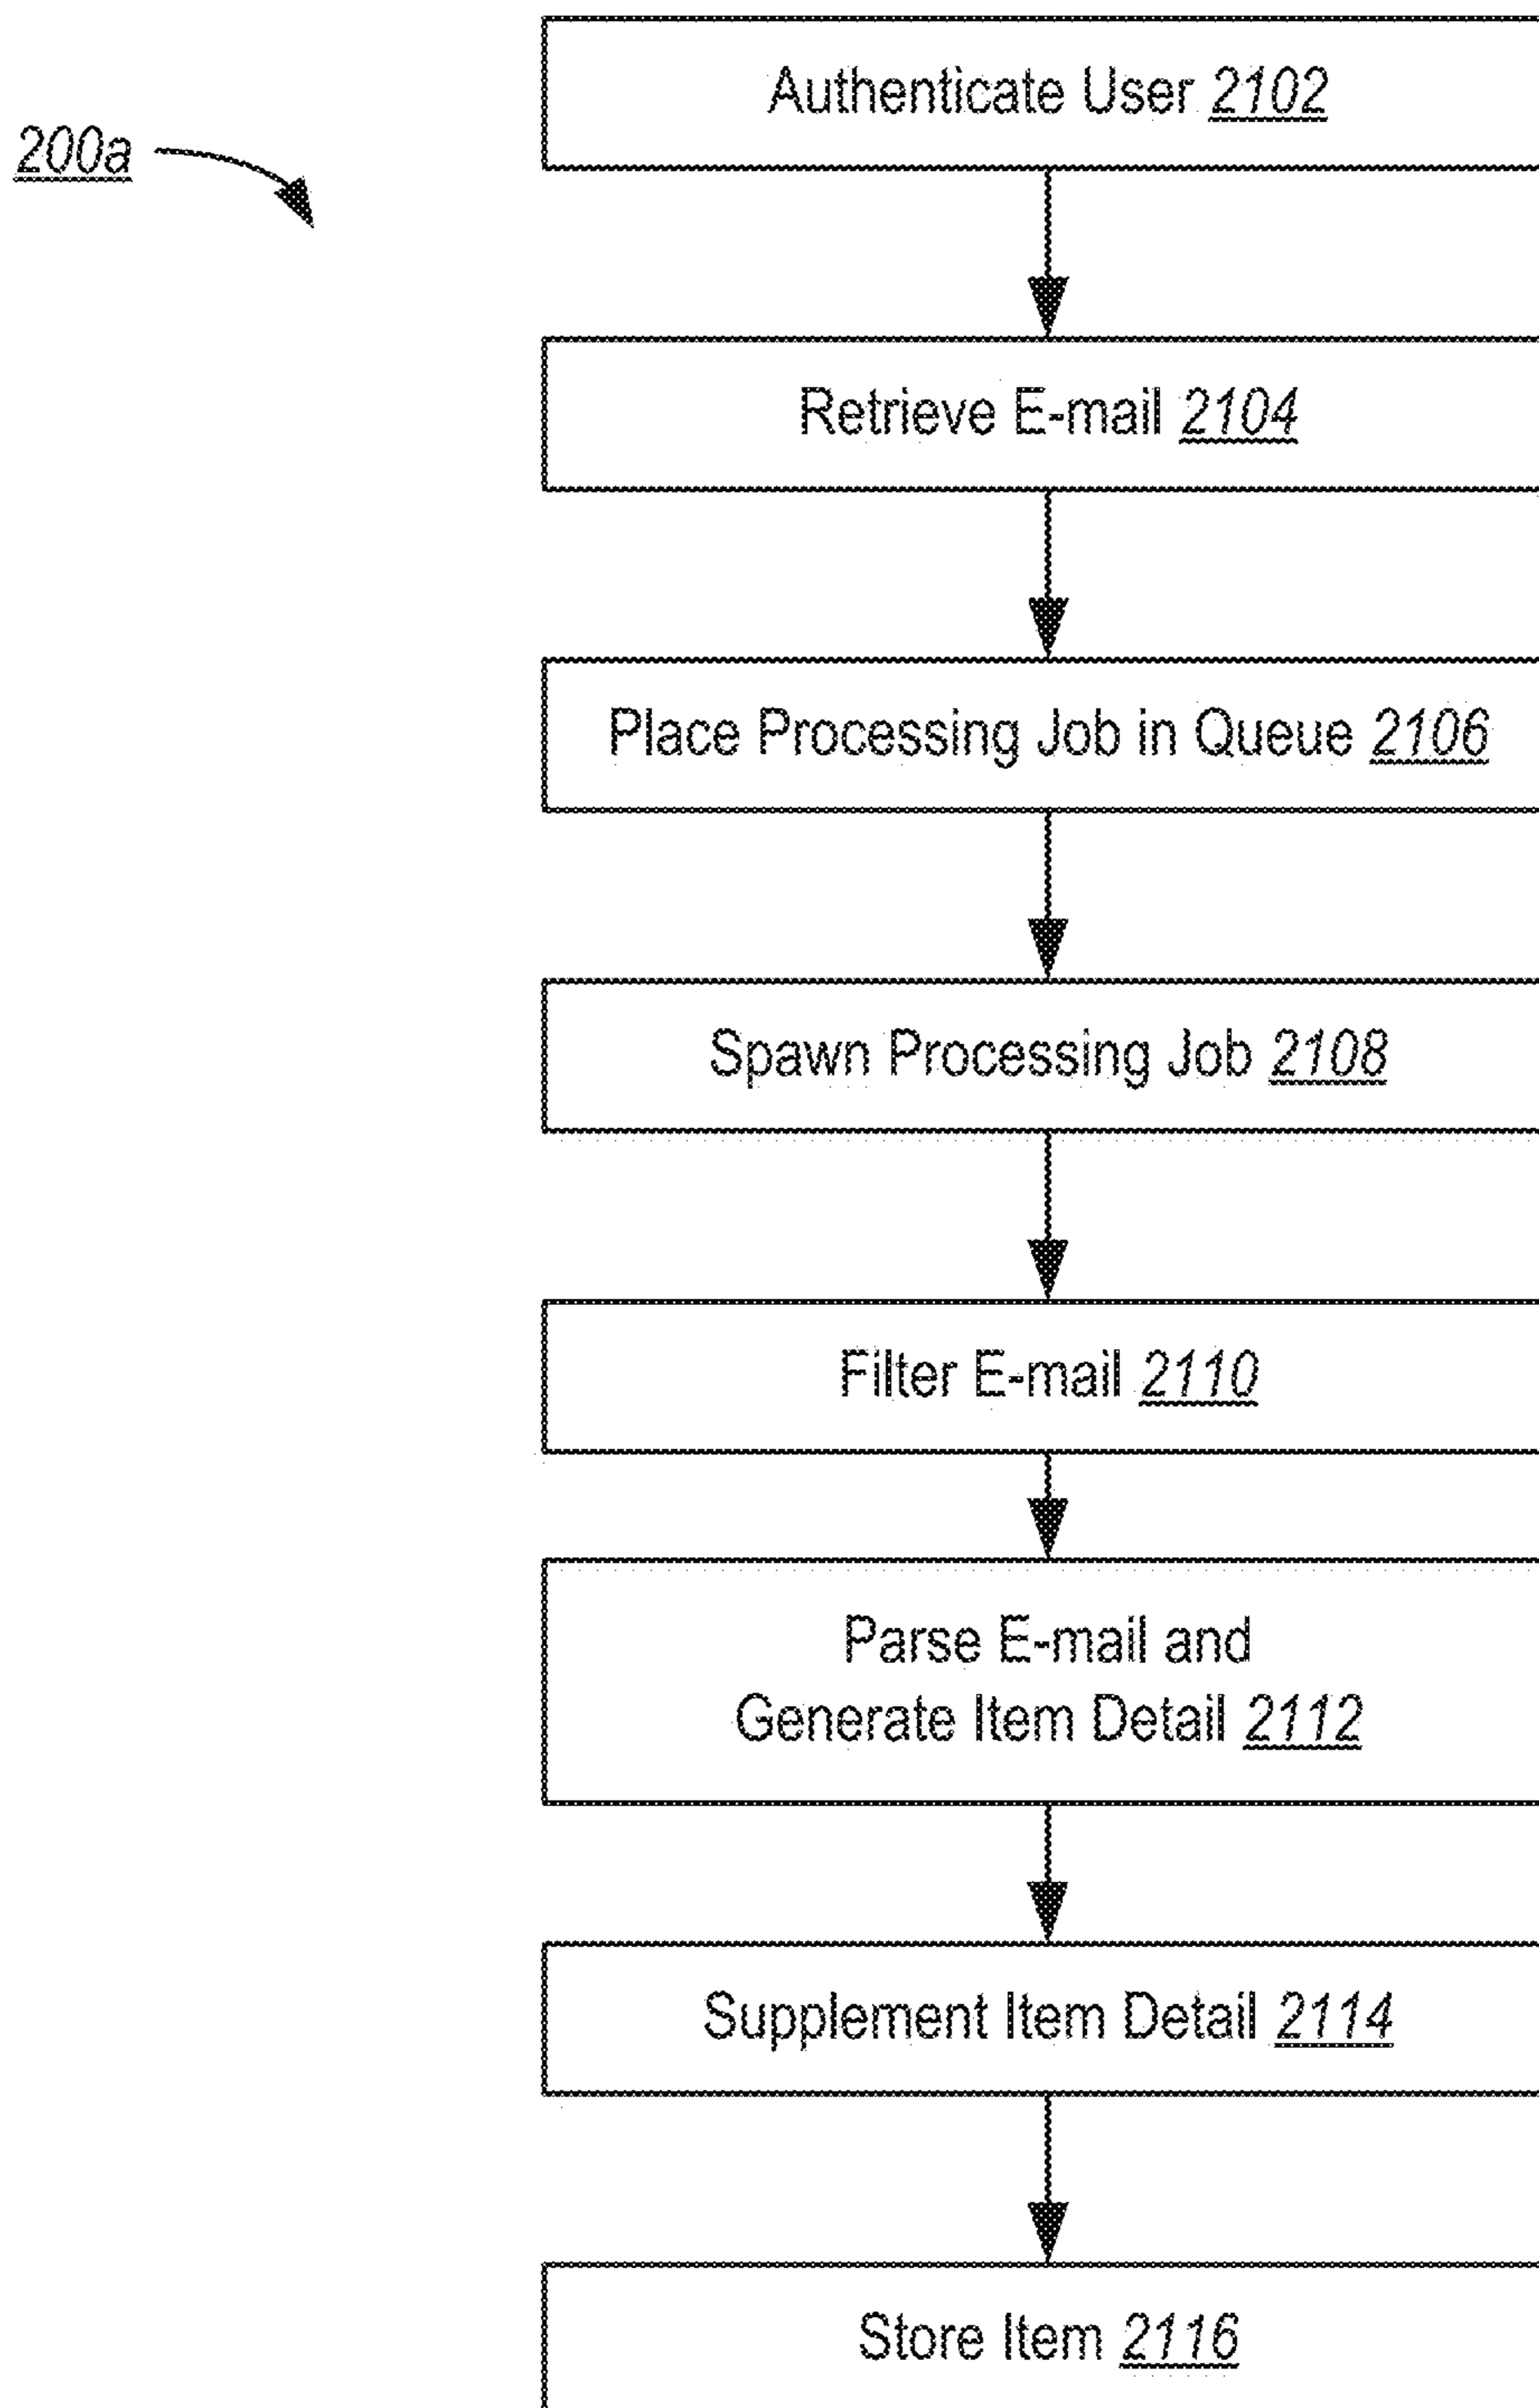 Authenticate User 2102
200a
Retrieve E-mail 2104
Place Processing Job in Queue 2106
Spawn Processing Job 2108
Filter E-mail 2110
Parse E-mail and
Generate Item Detail 2112
Supplement Item Detail 2114
Store Item 2116